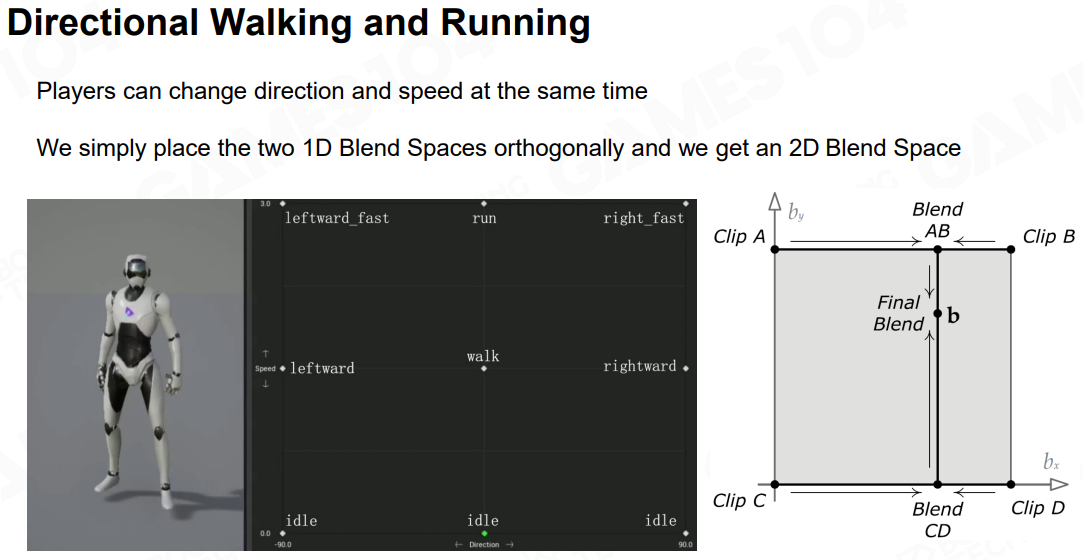 Directional Walking and Running
Players can change direction and speed at the same time
We simply place the two 1D Blend Spaces orthogonally and we get an 2D Blend Space
3.0
leftward_fast run right_fast
↑
Speed
↓
leftward walk rightward
idle idle idle
0.0
-90.0 ← Direction → 90.0
by
Blend
AB
Clip A Clip B
Final
Blend b
bx
Clip C Blend
CD Clip D
GAMES104